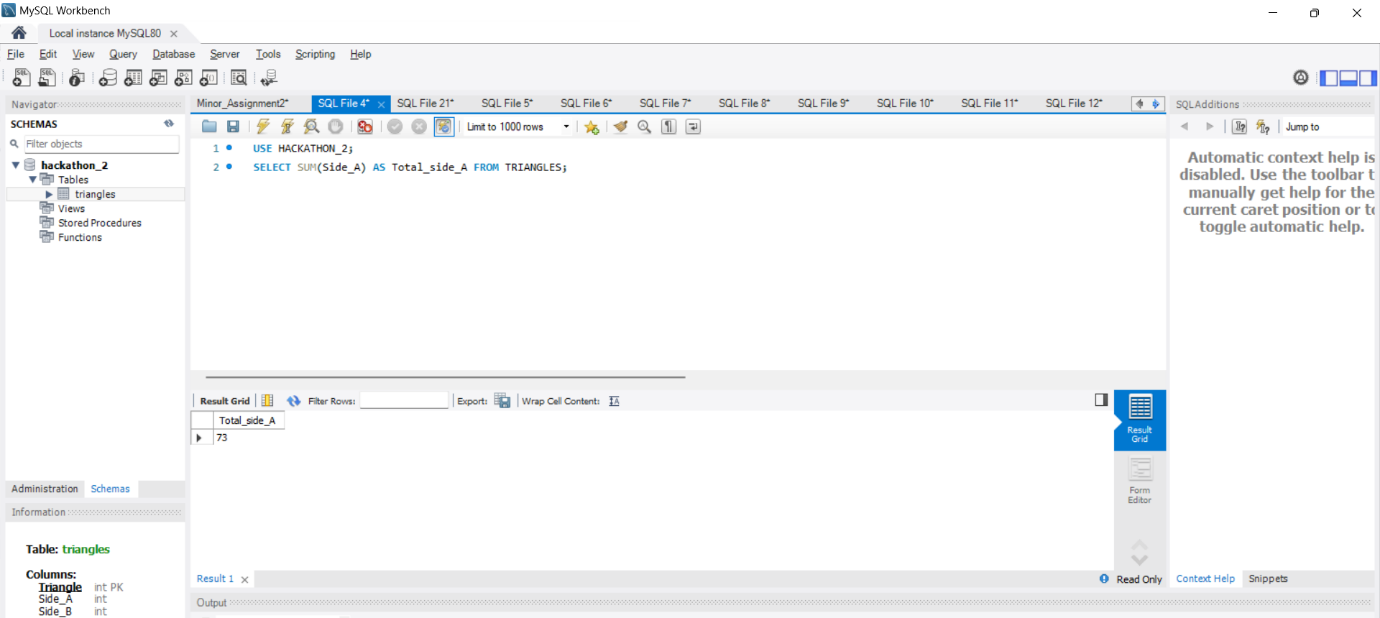 MySQL Workbench
Local instance MySQL80
File Edit View Query Database Server Tools Scripting Help
Navigator
SCHEMAS
Filter objects
hackathon_2
Tables
triangles
Views
Stored Procedures
Functions
Administration Schemas
Information
Table: triangles
Columns:
Triangle int PK
Side_A int
Side_B int
Minor_Assignment2* SQL File 4* SQL File 21* SQL File 5* SQL File 6* SQL File 7* SQL File 8* SQL File 9* SQL File 10* SQL File 11* SQL File 12*
Limit to 1000 rows
1 USE HACKATHON_2;
2 SELECT SUM(Side_A) AS Total_side_A FROM TRIANGLES;
Result Grid Filter Rows: Export: Wrap Cell Content:
Total_side_A
73
Result
Grid
Form
Editor
Result 1
Read Only
Output
SQLAdditions
Jump to
Automatic context help is
disabled. Use the toolbar t
manually get help for the
current caret position or to
toggle automatic help.
Context Help Snippets